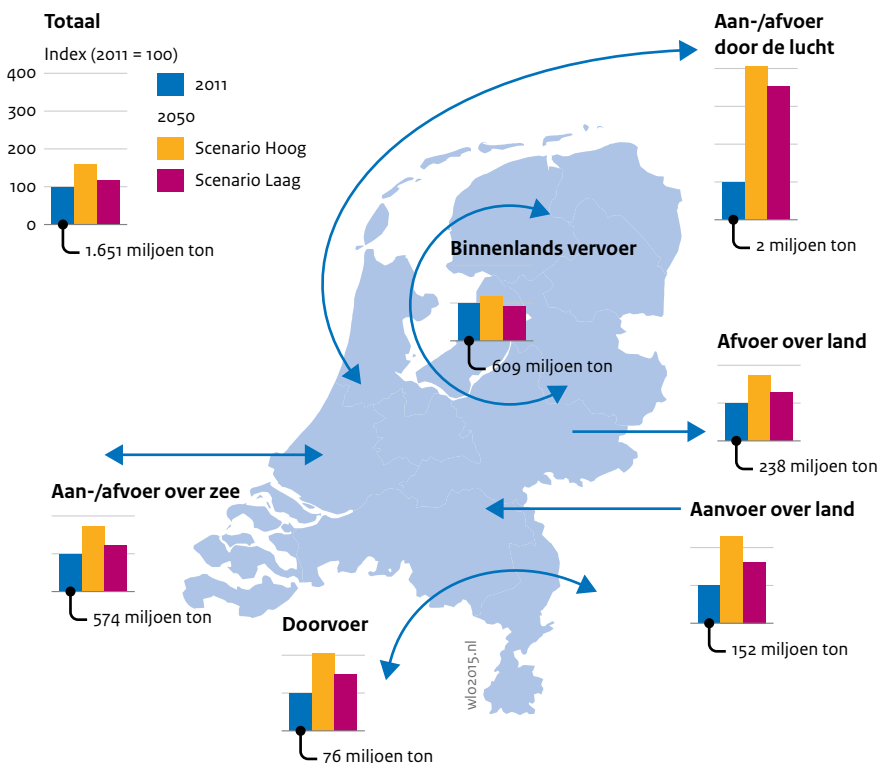 Totaal
Index (2011 = 100)
400
300
200
100
0
2011
2050
Scenario Hoog
Scenario Laag
1.651 miljoen ton
Aan-/afvoer
door de lucht
2 miljoen ton
Binnenlands vervoer
609 miljoen ton
Afvoer over land
238 miljoen ton
Aan-/afvoer over zee
574 miljoen ton
Aanvoer over land
152 miljoen ton
Doorvoer
76 miljoen ton
wlo2015.nl